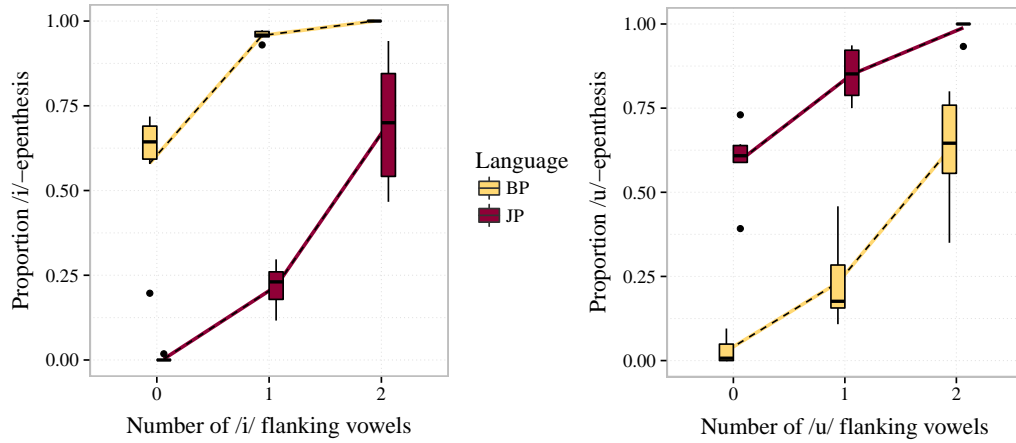 Proportion /i/−epenthesis
1.00
0.75
0.50
0.25
0.00
0 1 2
Number of /i/ flanking vowels
Language
BP
JP
Proportion /u/−epenthesis
1.00
0.75
0.50
0.25
0.00
0 1 2
Number of /u/ flanking vowels